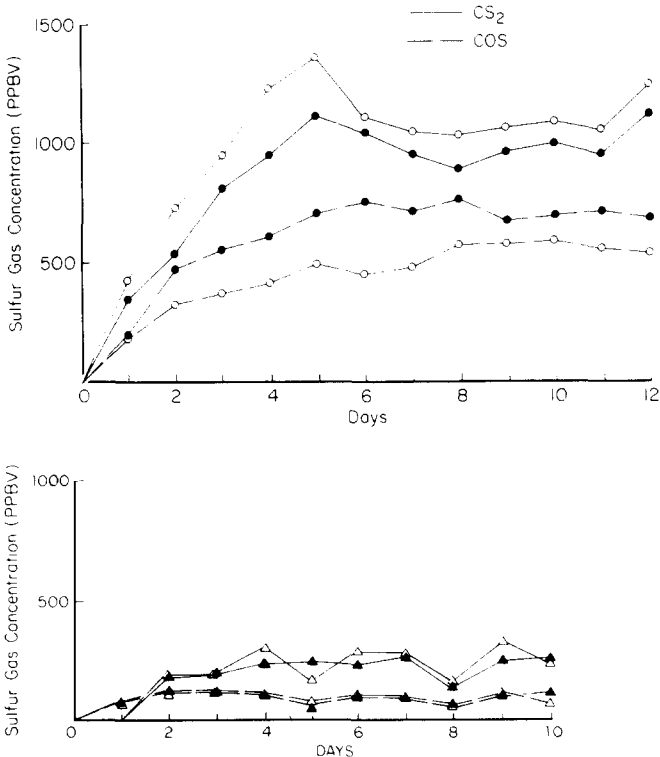 CS2
COS
Sulfur Gas Concentration (PPBV)
1500
1000
500
0 2 4 6 8 10 12
Days
Sulfur Gas Concentration (PPBV)
1000
500
0 2 4 6 8 10
DAYS